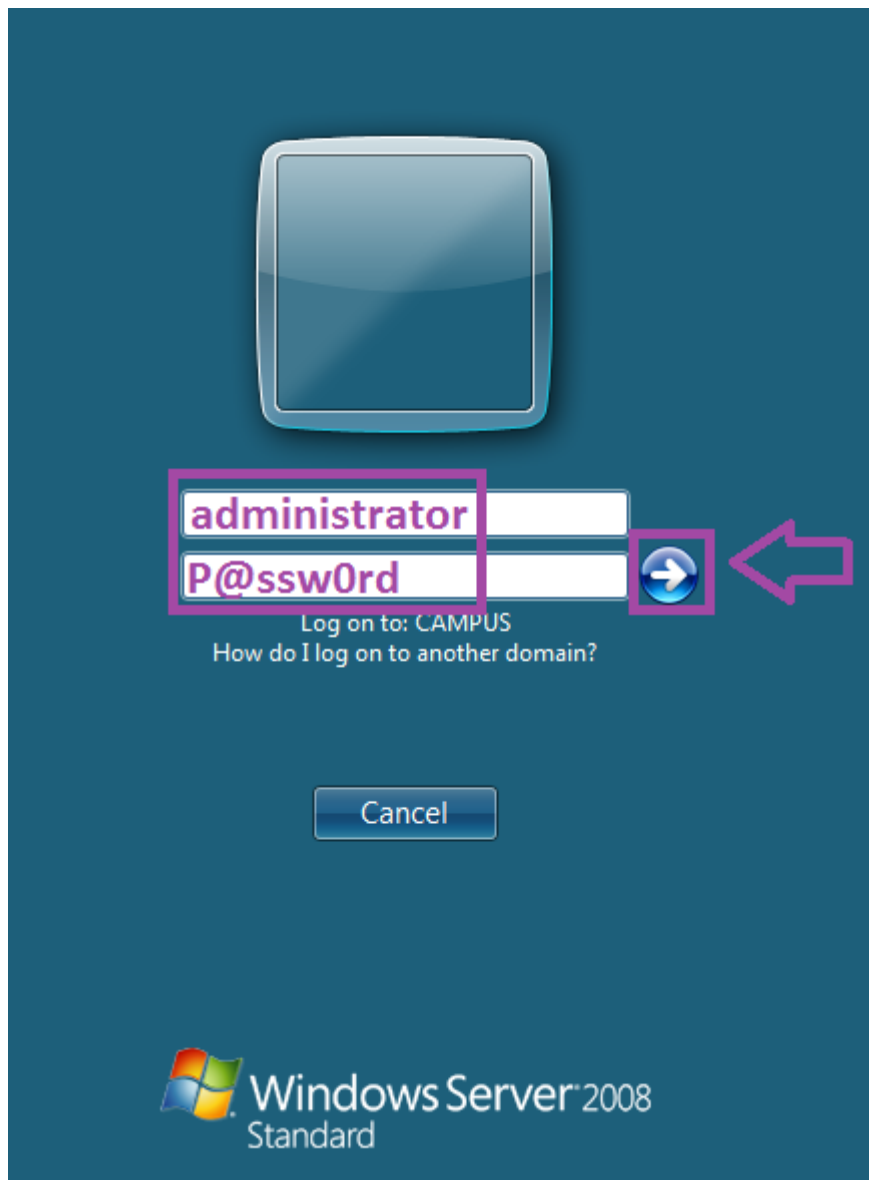 administrator
P@ssw0rd
Log on to: CAMPUS
How do I log on to another domain?
Cancel
Windows Server 2008
Standard